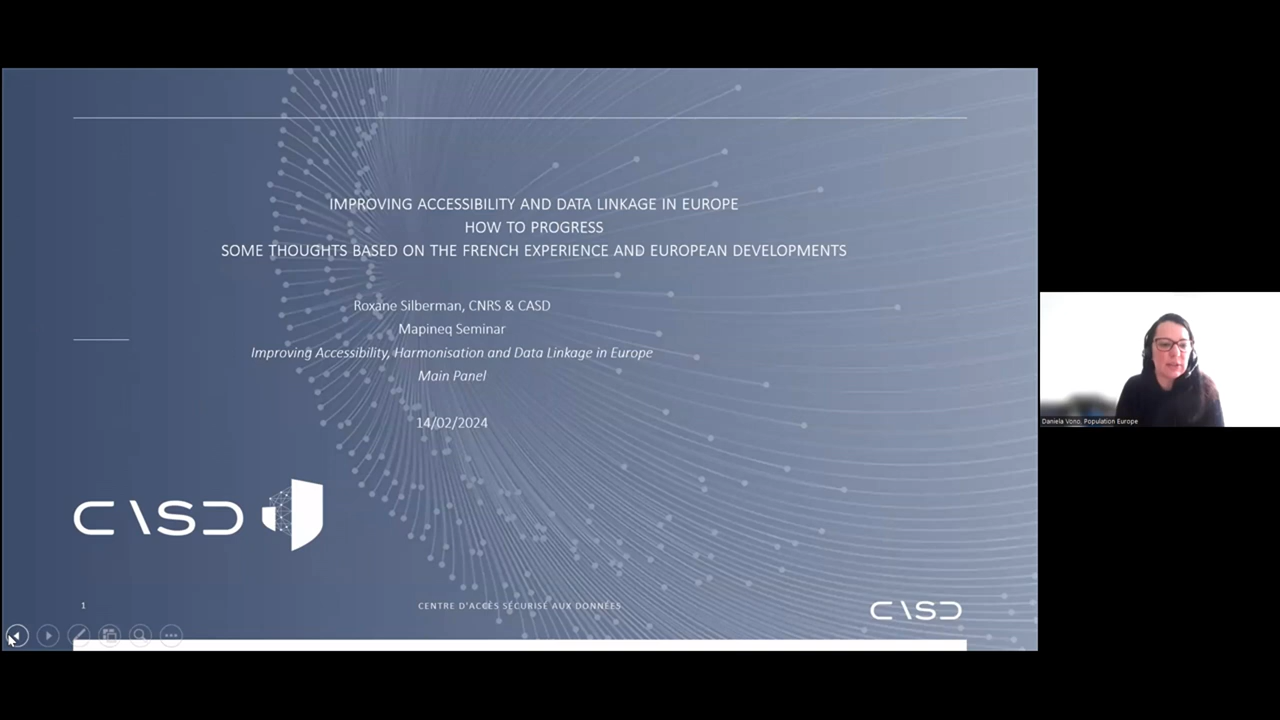 IMPROVING ACCESSIBILITY AND DATA LINKAGE IN EUROPE
HOW TO PROGRESS
SOME THOUGHTS BASED ON THE FRENCH EXPERIENCE AND EUROPEAN DEVELOPMENTS
Roxane Silberman, CNRS & CASD
Mapineq Seminar
Improving Accessibility, Harmonisation and Data Linkage in Europe
Main Panel
14/02/2024
CASD
1
CENTRE D'ACCÈS SÉCURISÉ AUX DONNÉES
CASD
Daniela Vono, Population Europe